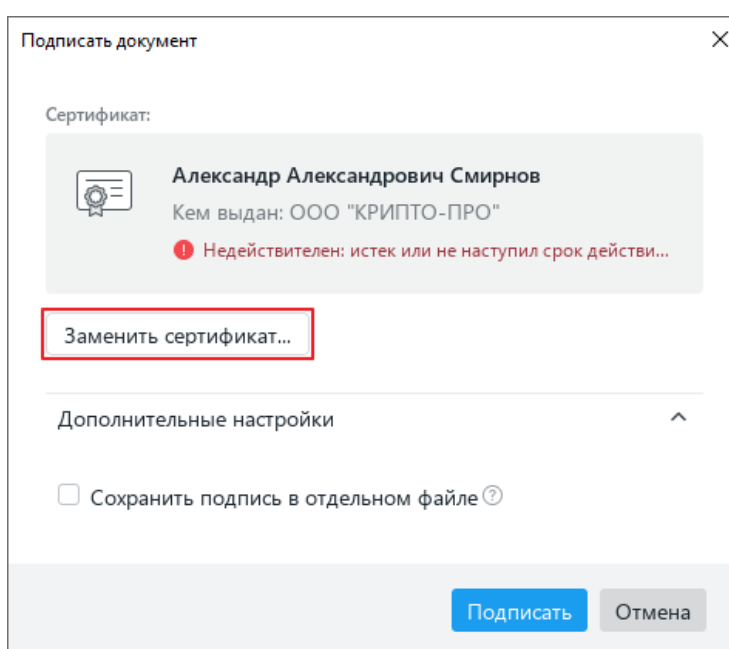 Подписать документ
Сертификат:
Александр Александрович Смирнов
Кем выдан: ООО "КРИПТО-ПРО"
Недействителен: истек или не наступил срок действи...
Заменить сертификат...
Дополнительные настройки
Сохранить подпись в отдельном файле
Подписать Отмена